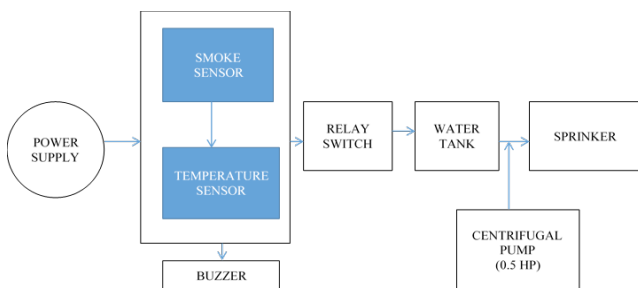 SMOKE
SENSOR
POWER
SUPPLY
TEMPERATURE
SENSOR
RELAY
SWITCH
WATER
TANK
SPRINKER
BUZZER
CENTRIFUGAL
PUMP
(0.5 HP)